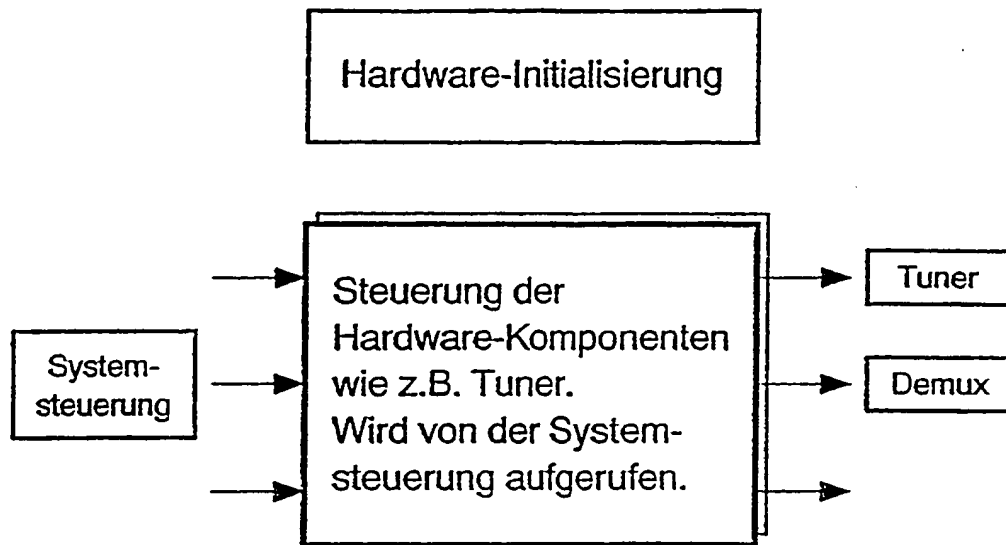 Hardware-Initialisierung
System-
steuerung
Steuerung der
Hardware-Komponenten
wie z.B. Tuner.
Wird von der System-
steuerung aufgerufen.
Tuner
Demux